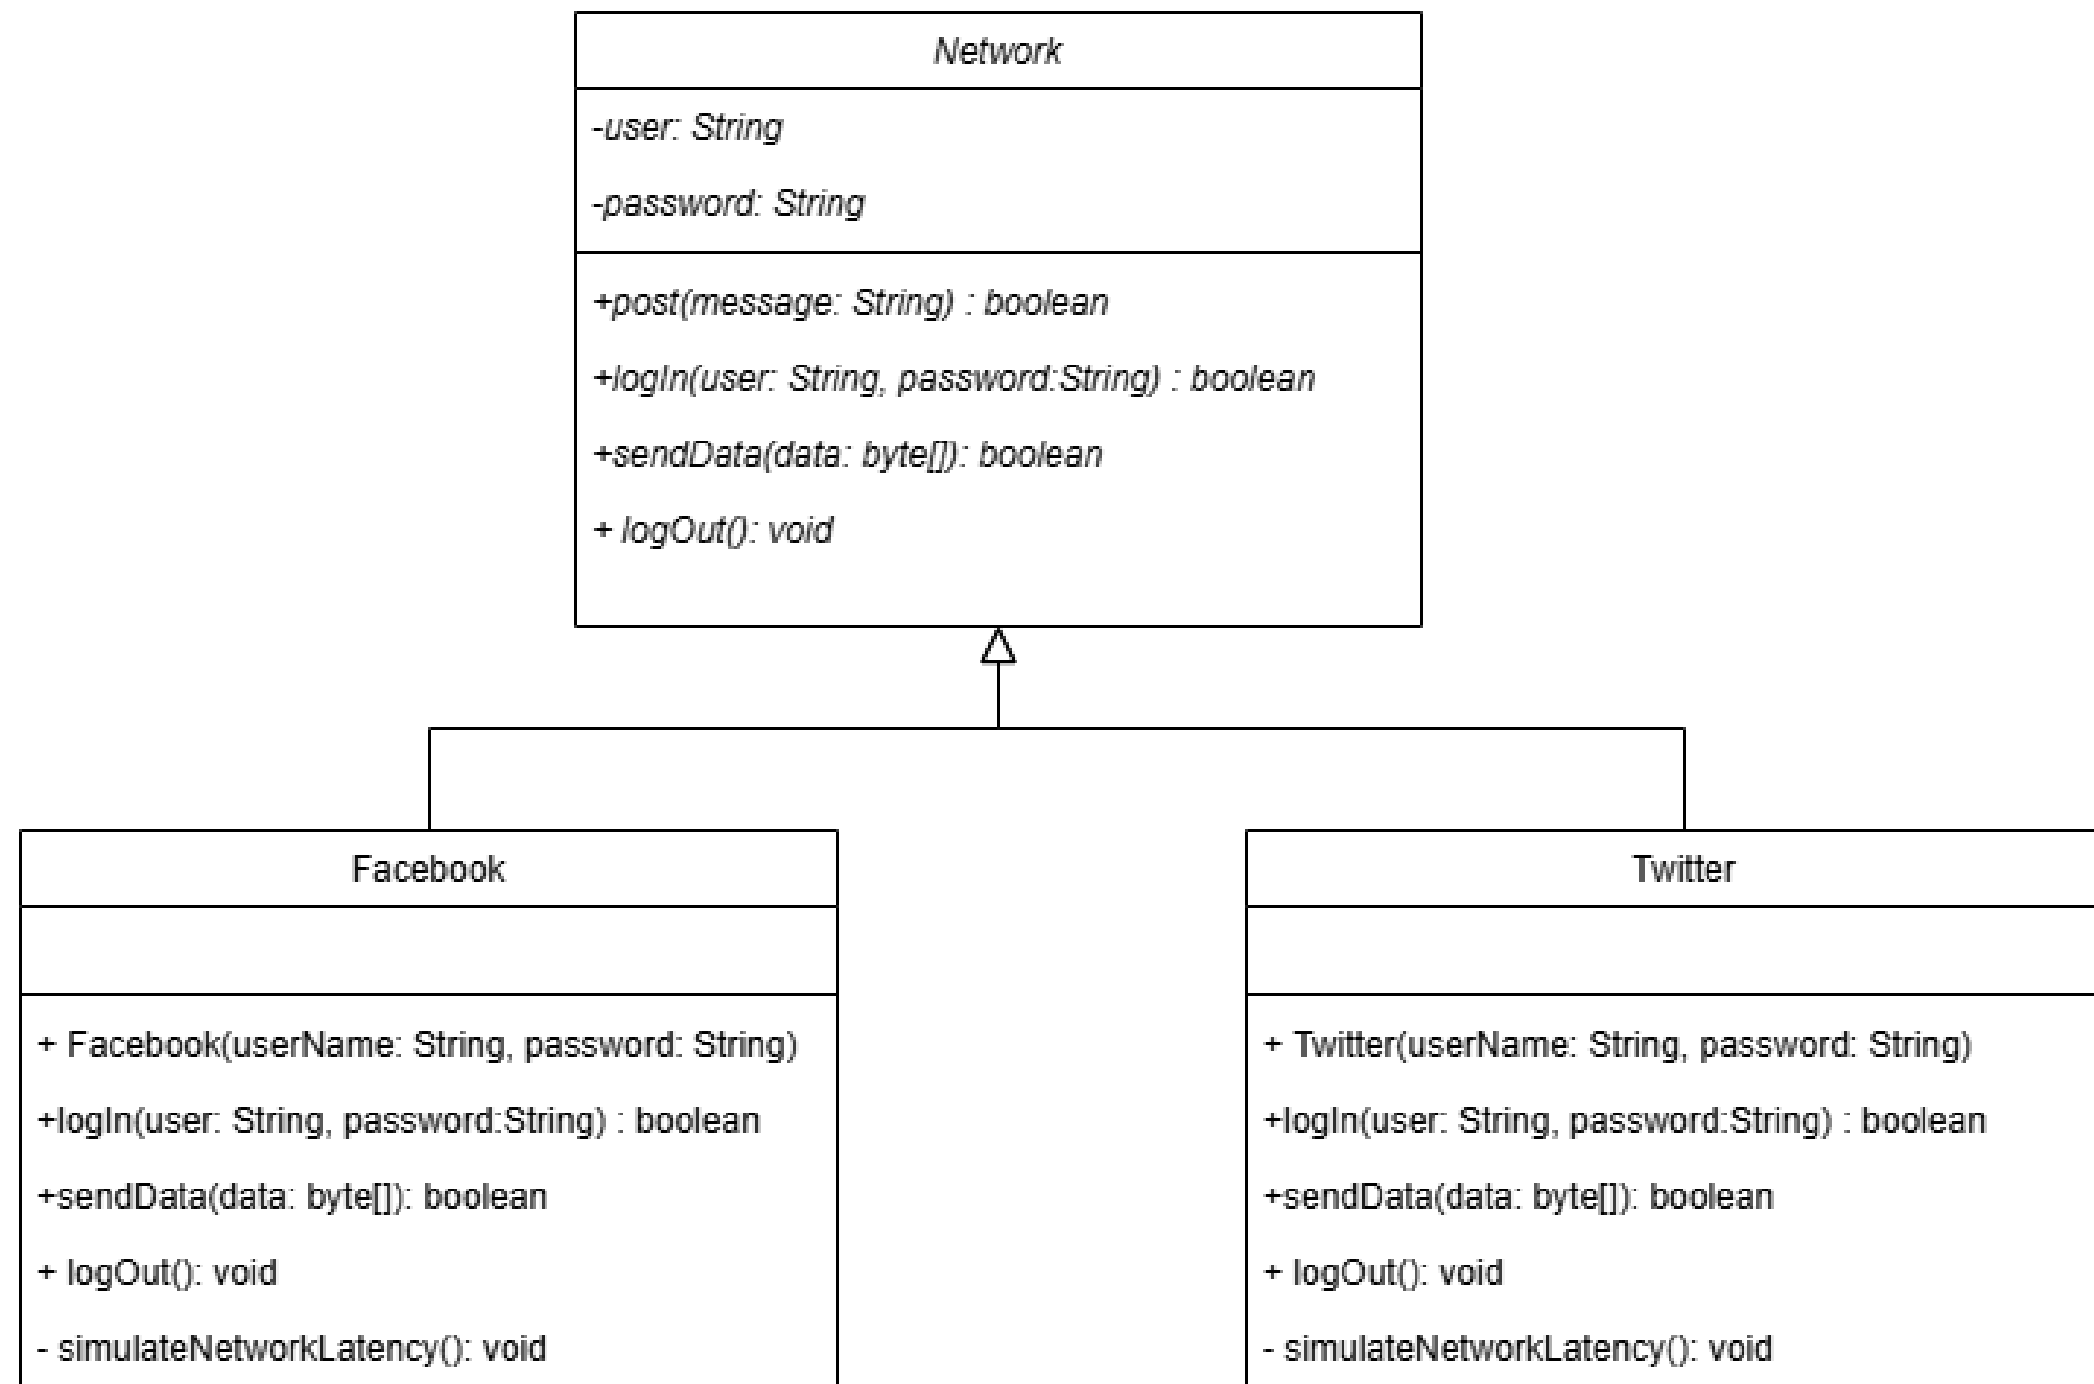 Network
-user: String
-password: String
+post(message: String) : boolean
+logIn(user: String, password:String) : boolean
+sendData(data: byte[]): boolean
+ logOut(): void
Facebook
+ Facebook(userName: String, password: String)
+logIn(user: String, password:String) : boolean
+sendData(data: byte[]): boolean
+ logOut(): void
- simulateNetworkLatency(): void
Twitter
+ Twitter(userName: String, password: String)
+logIn(user: String, password:String) : boolean
+sendData(data: byte[]): boolean
+ logOut(): void
- simulateNetworkLatency(): void